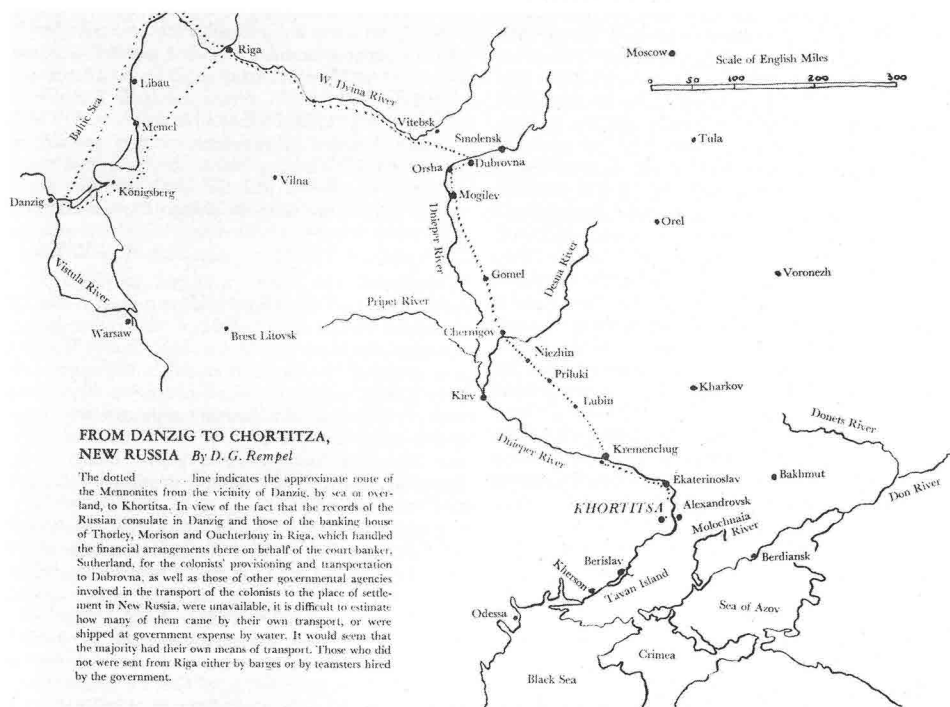 Moscow
Scale of English Miles
0 50 100 200 300
Riga
Libau
Baltic Sea
Memel
W. Dvina River
Vitebsk
Smolensk
Tula
Orsha
Dubrovna
Vilna
Königsberg
Danzig
Mogilev
Orel
Dnieper River
Desna River
Gomel
Voronezh
Vistula River
Pripet River
Warsaw
Brest Litovsk
Chernigov
Niezhin
Priluki
Kharkov
Kiev
Lubin
Donets River
Dnieper River
Kremenchug
FROM DANZIG TO CHORTITZA,
NEW RUSSIA By D. G. Rempel
The dotted ........ line indicates the approximate route of
the Mennonites from the vicinity of Danzig, by sea or over-
land, to Khortitsa. In view of the fact that the records of the
Russian consulate in Danzig and those of the banking house
of Thorley, Morison and Ouchterlony in Riga, which handled
the financial arrangements there on behalf of the court banker,
Sutherland, for the colonists' provisioning and transportation
to Dubrovna, as well as those of other governmental agencies
involved in the transport of the colonists to the place of settle-
ment in New Russia, were unavailable, it is difficult to estimate
how many of them came by their own transport, or were
shipped at government expense by water. It would seem that
the majority had their own means of transport. Those who did
not were sent from Riga either by barges or by teamsters hired
by the government.
Ekaterinoslav
Bakhmut
Don River
KHORTITSA
Alexandrovsk
Molochnaia
River
Berdiansk
Berislav
Kherson
Tavan Island
Odessa
Sea of Azov
Crimea
Black Sea